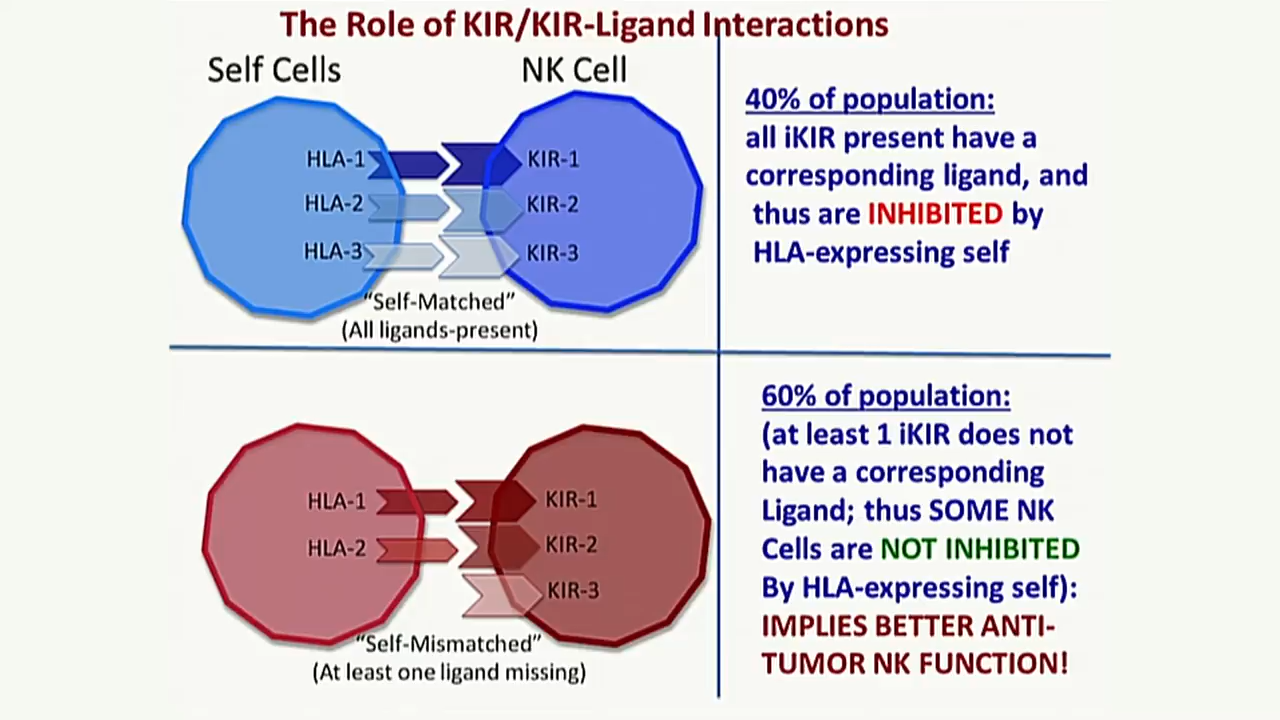 The Role of KIR/KIR-Ligand Interactions
Self Cells
NK Cell
HLA-1
KIR-1
HLA-2
KIR-2
HLA-3
KIR-3
“Self-Matched”
(All ligands-present)
40% of population:
all iKIR present have a
corresponding ligand, and
thus are INHIBITED by
HLA-expressing self
HLA-1
KIR-1
HLA-2
KIR-2
KIR-3
“Self-Mismatched”
(At least one ligand missing)
60% of population:
(at least 1 iKIR does not
have a corresponding
Ligand; thus SOME NK
Cells are NOT INHIBITED
By HLA-expressing self):
IMPLIES BETTER ANTI-
TUMOR NK FUNCTION!